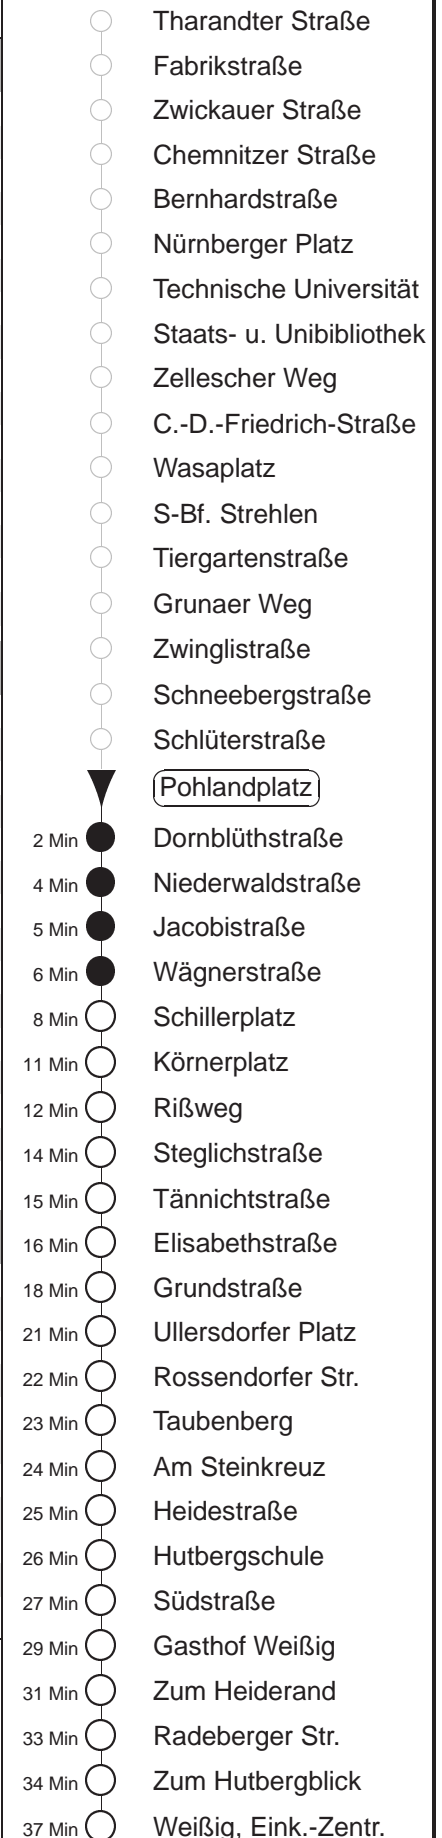 Tharandter Straße
Fabrikstraße
Zwickauer Straße
Chemnitzer Straße
Bernhardstraße
Nürnberger Platz
Technische Universität
Staats- u. Unibibliothek
Zellescher Weg
C.-D.-Friedrich-Straße
Wasaplatz
S-Bf. Strehlen
Tiergartenstraße
Grunaer Weg
Zwinglistraße
Schneebergstraße
Schlüterstraße
Pohlandplatz
2 Min Dornblüthstraße
4 Min Niederwaldstraße
5 Min Jacobistraße
6 Min Wägnerstraße
8 Min Schillerplatz
11 Min Körnerplatz
12 Min Rißweg
14 Min Steglichstraße
15 Min Tännichtstraße
16 Min Elisabethstraße
18 Min Grundstraße
21 Min Ullersdorfer Platz
22 Min Rossendorfer Str.
23 Min Taubenberg
24 Min Am Steinkreuz
25 Min Heidestraße
26 Min Hutbergschule
27 Min Südstraße
29 Min Gasthof Weißig
31 Min Zum Heiderand
33 Min Radeberger Str.
34 Min Zum Hutbergblick
37 Min Weißig, Eink.-Zentr.